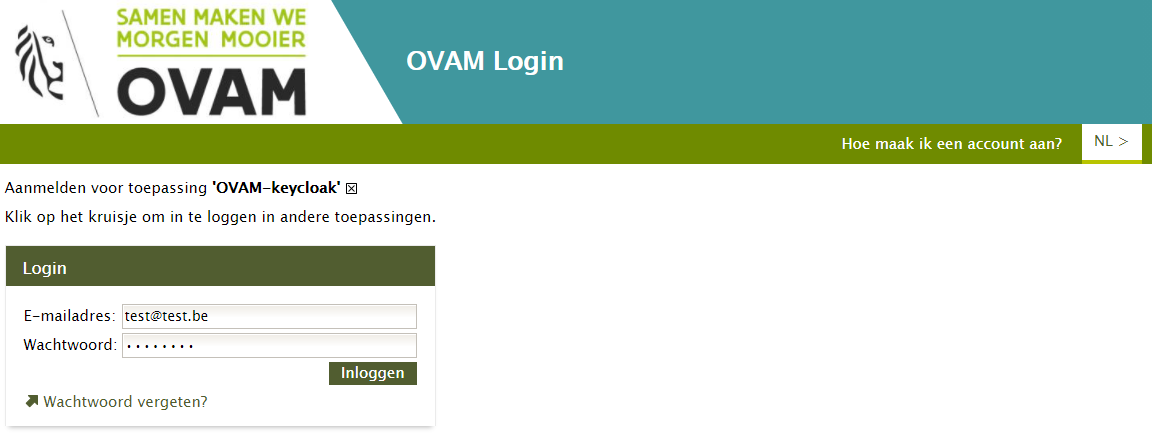 SAMEN MAKEN WE
MORGEN MOOIER
OVAM
OVAM Login
Hoe maak ik een account aan?
NL >
Aanmelden voor toepassing 'OVAM-keycloak'
Klik op het kruisje om in te loggen in andere toepassingen.
Login
E-mailadres: test@test.be
Wachtwoord: ••••••••
Inloggen
Wachtwoord vergeten?